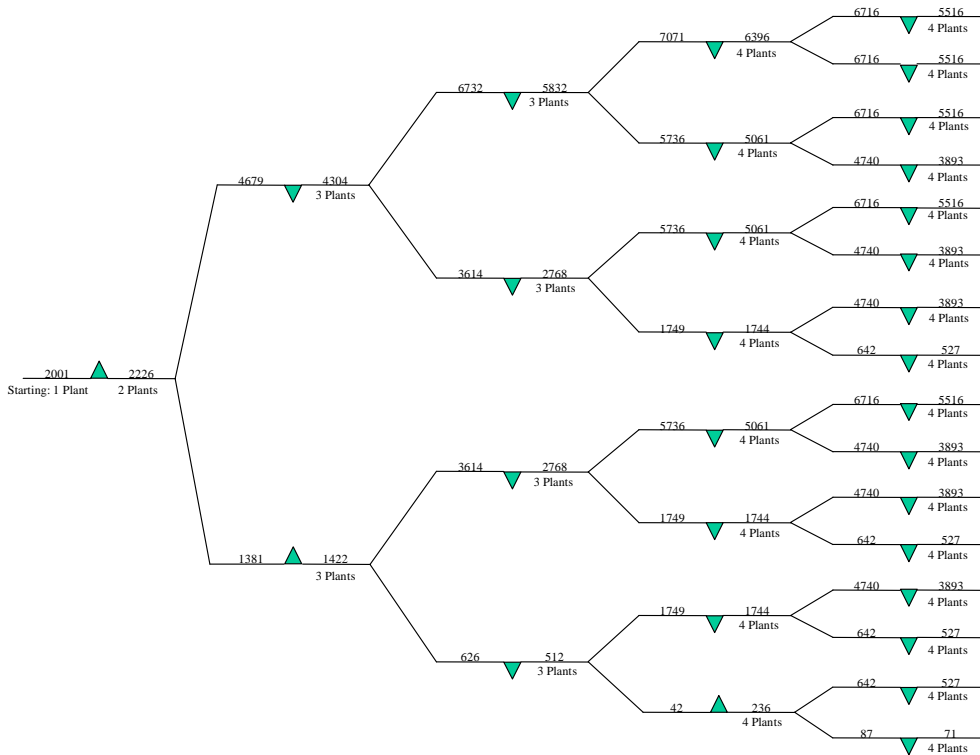 6716 5516
4 Plants
7071 6396
4 Plants
6716 5516
4 Plants
6732 5832
3 Plants
6716 5516
4 Plants
5736 5061
4 Plants
4740 3893
4 Plants
4679 4304
3 Plants
6716 5516
4 Plants
5736 5061
4 Plants
4740 3893
4 Plants
3614 2768
3 Plants
4740 3893
4 Plants
1749 1744
4 Plants
642 527
4 Plants
2001 2226
Starting: 1 Plant 2 Plants
6716 5516
4 Plants
5736 5061
4 Plants
4740 3893
4 Plants
3614 2768
3 Plants
4740 3893
4 Plants
1749 1744
4 Plants
642 527
4 Plants
1381 1422
3 Plants
4740 3893
4 Plants
1749 1744
4 Plants
642 527
4 Plants
626 512
3 Plants
642 527
4 Plants
42 236
4 Plants
87 71
4 Plants